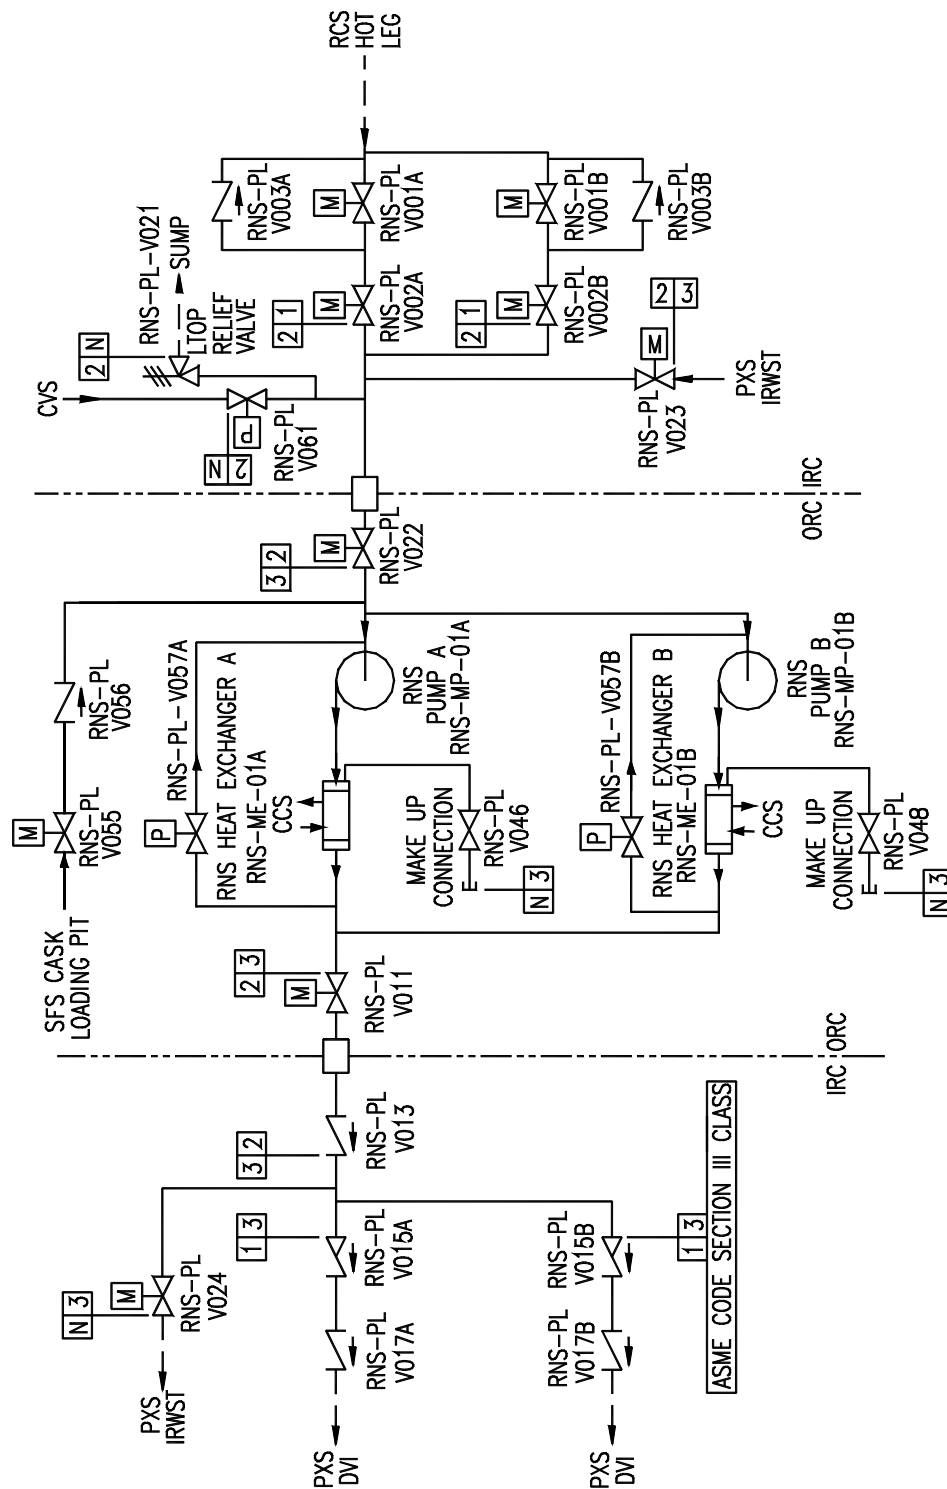 RCS
HOT
LEG
RNS-PL
V003A
M
RNS-PL
V001A
M
RNS-PL
V001B
RNS-PL
V003B
RNS-PL-V021
SUMP
LTOP
RELIEF
VALVE
2 N
2 1
M
RNS-PL
V002A
2 1
M
RNS-PL
V002B
2 3
M
RNS-PL
V023
PXS
IRWST
CVS
P
2 N
RNS-PL
V061
IRC
ORC
3 2
M
RNS-PL
V022
RNS-PL
V056
M
RNS-PL
V055
SFS CASK
LOADING PIT
RNS-PL-V057A
P
RNS HEAT EXCHANGER A
RNS-ME-01A
CCS
RNS
PUMP A
RNS-MP-01A
MAKE UP
CONNECTION
RNS-PL
V046
N 3
RNS-PL-V057B
P
RNS HEAT EXCHANGER B
RNS-ME-01B
CCS
RNS
PUMP B
RNS-MP-01B
MAKE UP
CONNECTION
RNS-PL
V048
N 3
2 3
M
RNS-PL
V011
ORC
IRC
3 2
RNS-PL
V013
N 3
M
RNS-PL
V024
PXS
IRWST
1 3
RNS-PL
V015A
RNS-PL
V017A
PXS
DVI
RNS-PL
V015B
RNS-PL
V017B
PXS
DVI
1 3
ASME CODE SECTION III CLASS